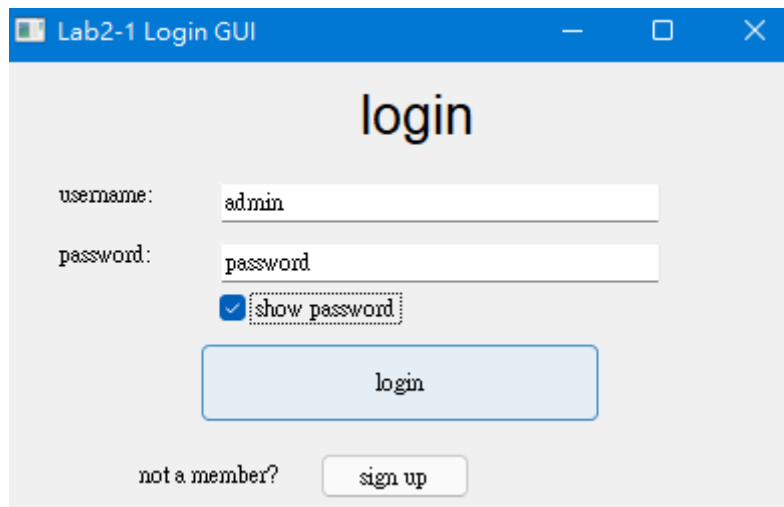 Lab2-1 Login GUI
login
username: admin
password: password
show password
login
not a member? sign up